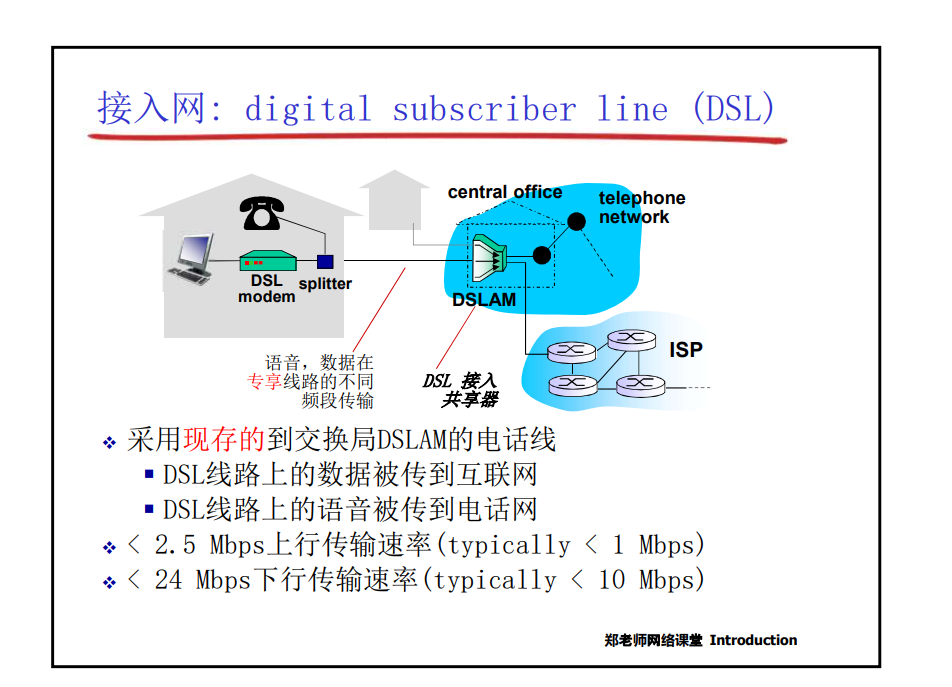 接入网: digital subscriber line (DSL)
central office
telephone
network
DSL
modem
splitter
DSLAM
ISP
语音, 数据在
专享线路的不同
频段传输
DSL 接入
共享器
采用现存的到交换局DSLAM的电话线
DSL线路上的数据被传到互联网
DSL线路上的语音被传到电话网
< 2.5 Mbps上行传输速率(typically < 1 Mbps)
< 24 Mbps下行传输速率(typically < 10 Mbps)
郑老师网络课堂 Introduction